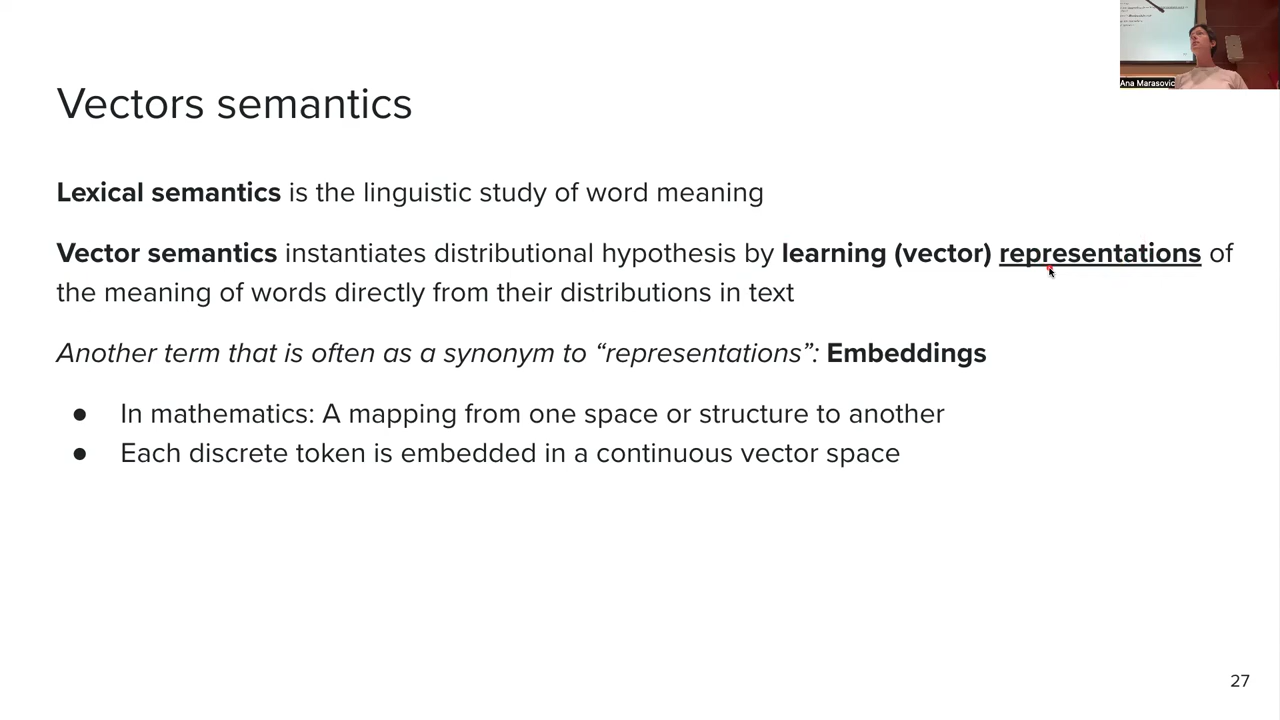 Ana Marasovic
Vectors semantics
Lexical semantics is the linguistic study of word meaning
Vector semantics instantiates distributional hypothesis by learning (vector) representations of
the meaning of words directly from their distributions in text
Another term that is often as a synonym to “representations”: Embeddings
● In mathematics: A mapping from one space or structure to another
● Each discrete token is embedded in a continuous vector space
27